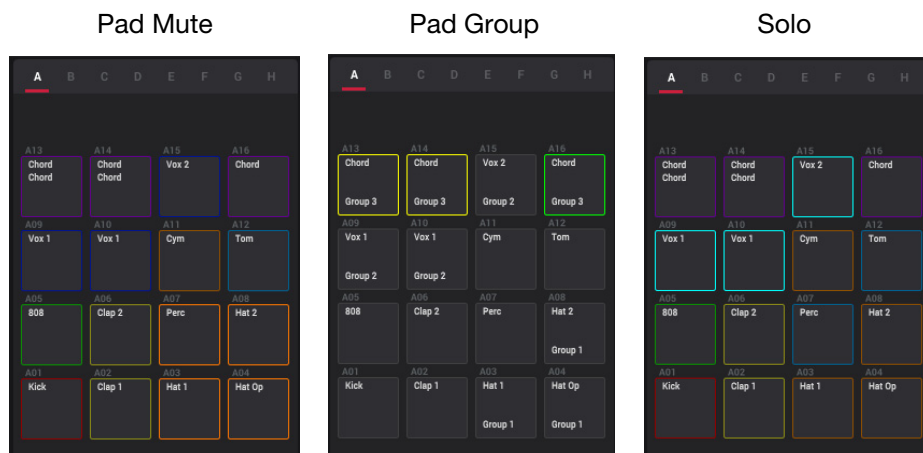 Pad Mute
Pad Group
Solo
A B C D E F G H
A13 A14 A15 A16
Chord Chord Vox 2 Chord
Chord Chord
A09 A10 A11 A12
Vox 1 Vox 1 Cym Tom
A05 A06 A07 A08
808 Clap 2 Perc Hat 2
A01 A02 A03 A04
Kick Clap 1 Hat 1 Hat Op
A B C D E F G H
A13 A14 A15 A16
Chord Chord Vox 2 Chord
Group 3 Group 3 Group 2 Group 3
A09 A10 A11 A12
Vox 1 Vox 1 Cym Tom
Group 2 Group 2
A05 A06 A07 A08
808 Clap 2 Perc Hat 2
Group 1
A01 A02 A03 A04
Kick Clap 1 Hat 1 Hat Op
Group 1 Group 1
A B C D E F G H
A13 A14 A15 A16
Chord Chord Vox 2 Chord
Chord Chord
A09 A10 A11 A12
Vox 1 Vox 1 Cym Tom
A05 A06 A07 A08
808 Clap 2 Perc Hat 2
A01 A02 A03 A04
Kick Clap 1 Hat 1 Hat Op